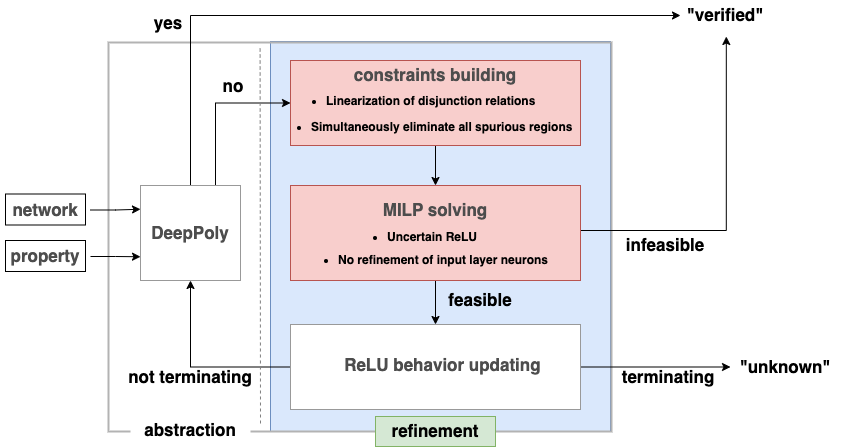 yes
"verified"
no
constraints building
• Linearization of disjunction relations
• Simultaneously eliminate all spurious regions
network
property
DeepPoly
MILP solving
• Uncertain ReLU
• No refinement of input layer neurons
infeasible
feasible
ReLU behavior updating
not terminating
terminating
"unknown"
abstraction
refinement